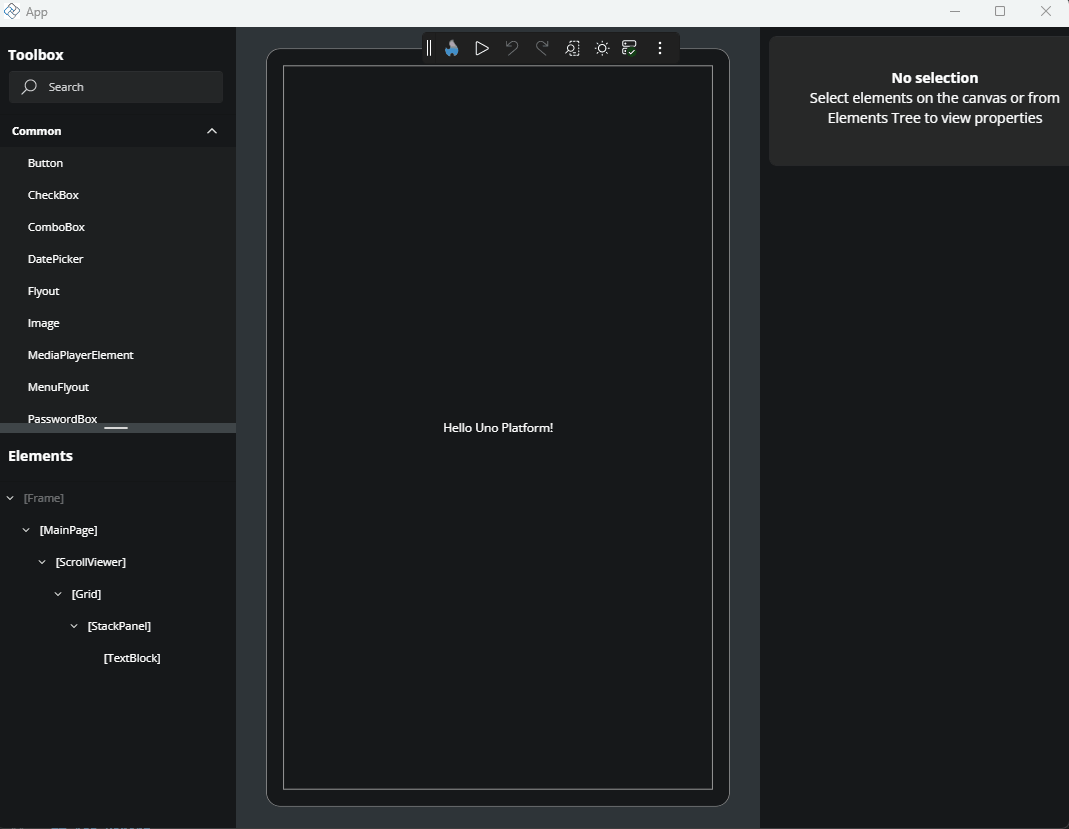 App
Toolbox
Search
Common
Button
CheckBox
ComboBox
DatePicker
Flyout
Image
MediaPlayerElement
MenuFlyout
PasswordBox
Elements
[Frame]
[MainPage]
[ScrollViewer]
[Grid]
[StackPanel]
[TextBlock]
Hello Uno Platform!
No selection
Select elements on the canvas or from
Elements Tree to view properties